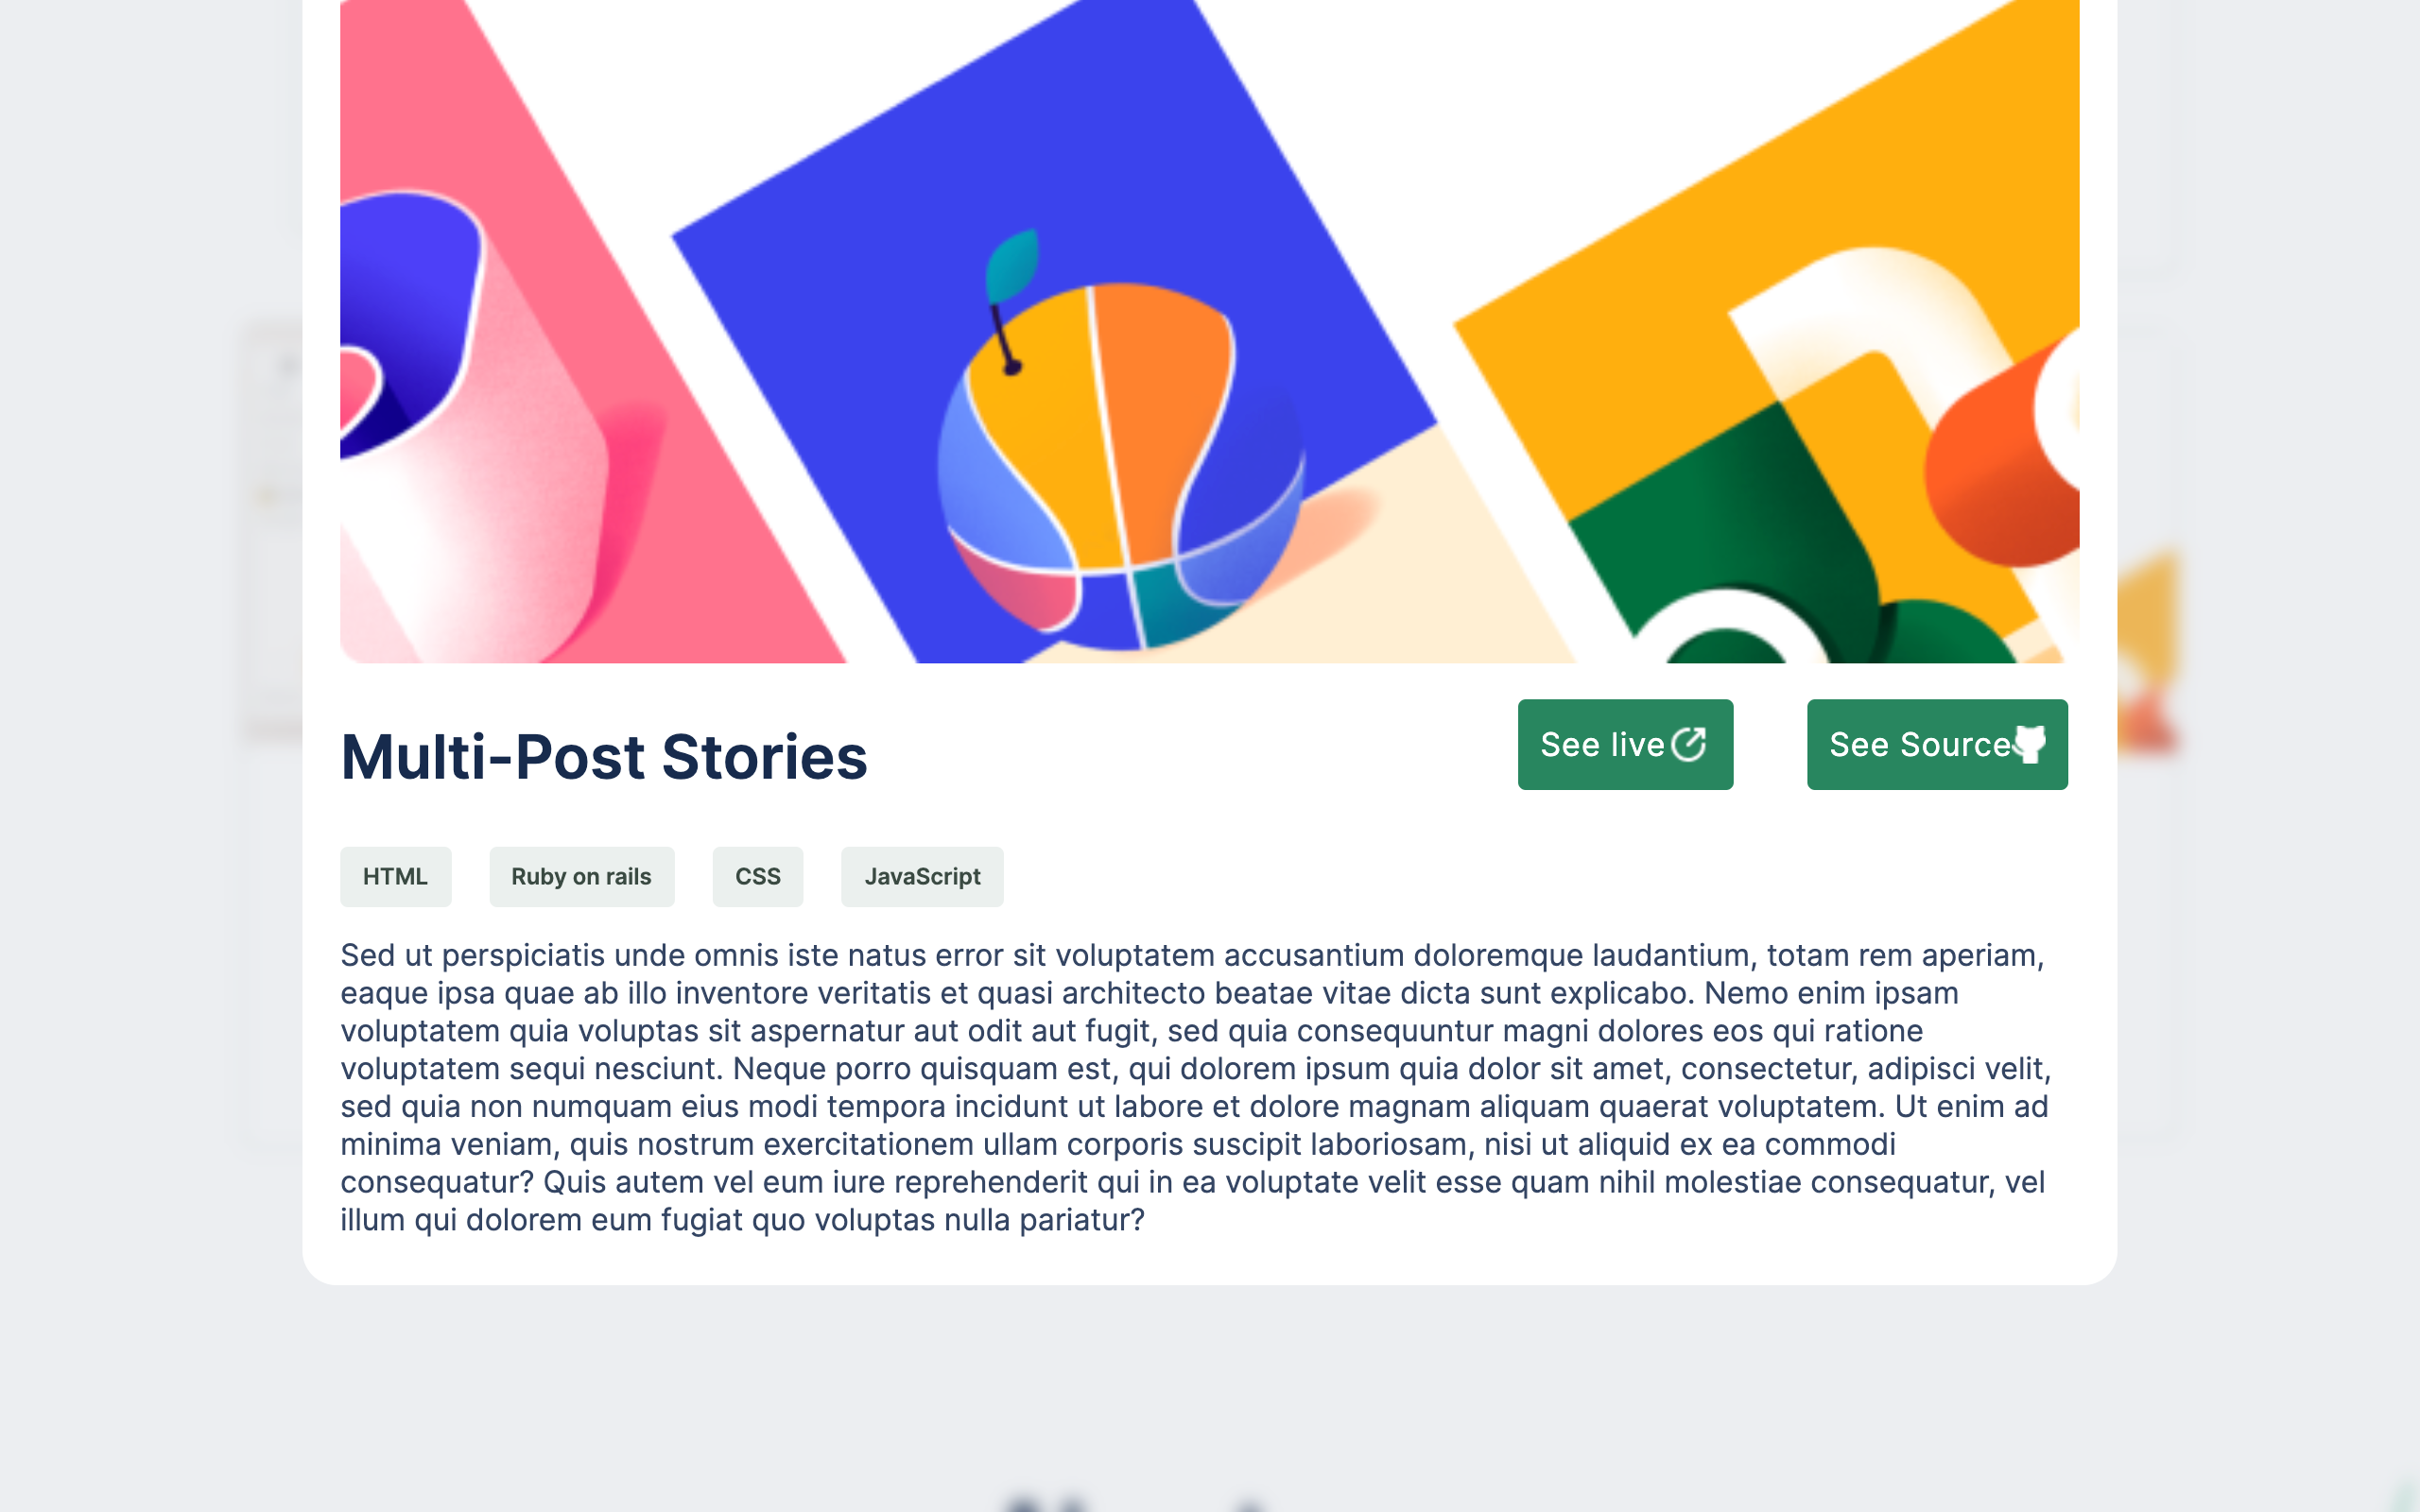 Multi-Post Stories
See live
See Source
HTML
Ruby on rails
CSS
JavaScript
Sed ut perspiciatis unde omnis iste natus error sit voluptatem accusantium doloremque laudantium, totam rem aperiam,
eaque ipsa quae ab illo inventore veritatis et quasi architecto beatae vitae dicta sunt explicabo. Nemo enim ipsam
voluptatem quia voluptas sit aspernatur aut odit aut fugit, sed quia consequuntur magni dolores eos qui ratione
voluptatem sequi nesciunt. Neque porro quisquam est, qui dolorem ipsum quia dolor sit amet, consectetur, adipisci velit,
sed quia non numquam eius modi tempora incidunt ut labore et dolore magnam aliquam quaerat voluptatem. Ut enim ad
minima veniam, quis nostrum exercitationem ullam corporis suscipit laboriosam, nisi ut aliquid ex ea commodi
consequatur? Quis autem vel eum iure reprehenderit qui in ea voluptate velit esse quam nihil molestiae consequatur, vel
illum qui dolorem eum fugiat quo voluptas nulla pariatur?